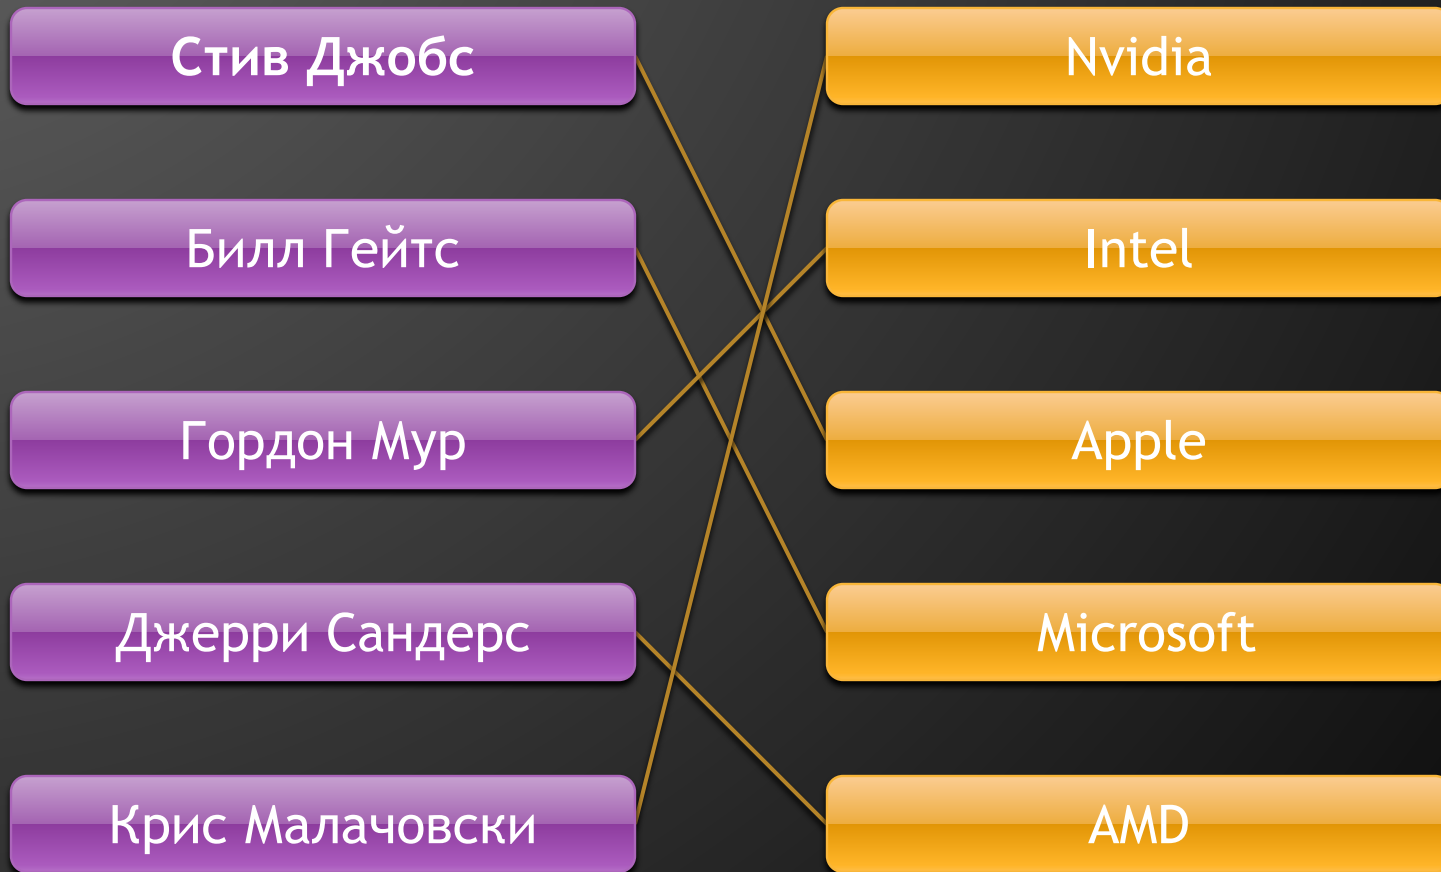 Стив Джобс
Nvidia
Билл Гейтс
Intel
Гордон Мур
Apple
Джерри Сандерс
Microsoft
Крис Малачовски
AMD